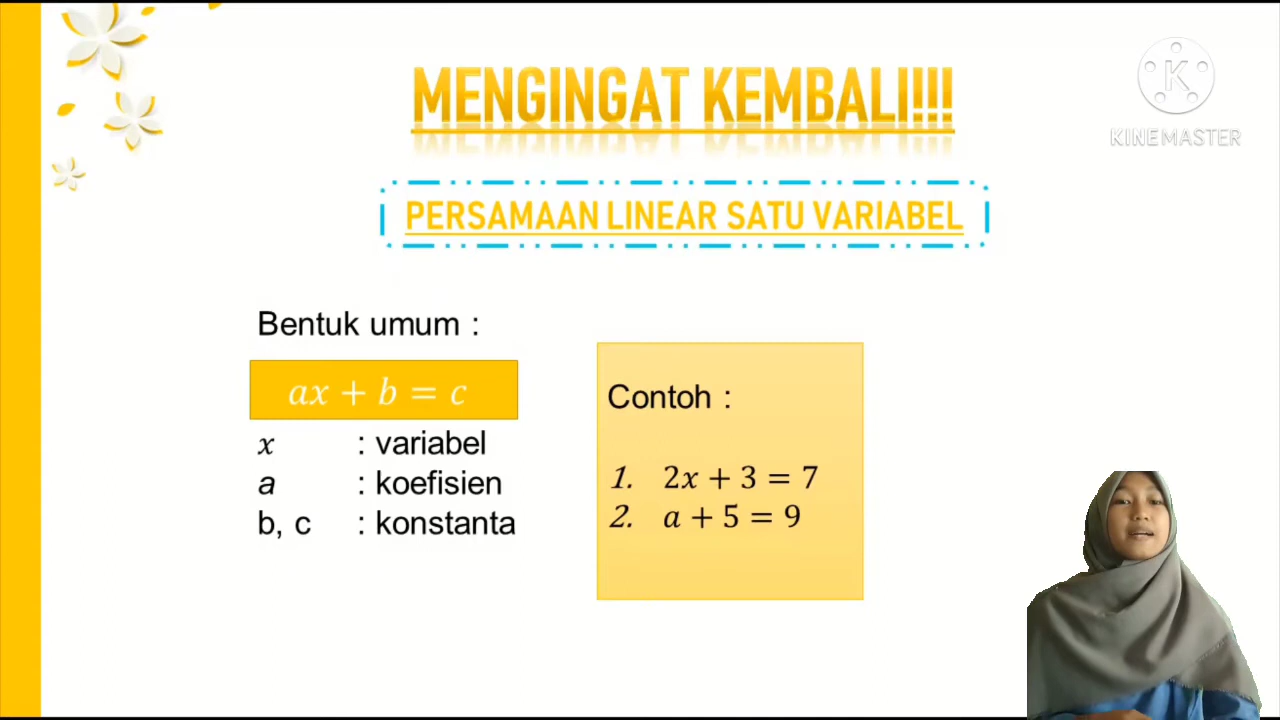 MENGINGAT KEMBALI!!!
K
KINEMASTER
PERSAMAAN LINEAR SATU VARIABEL
Bentuk umum :
ax + b = c
x : variabel
a : koefisien
b, c : konstanta
Contoh :
1. 2x + 3 = 7
2. a + 5 = 9